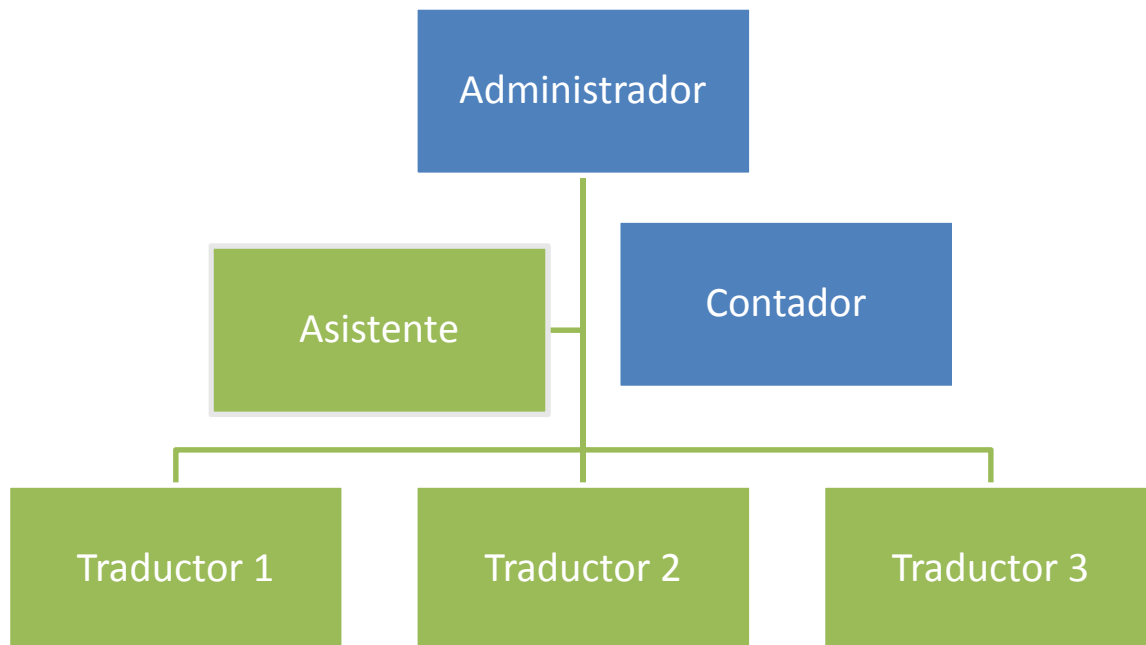 Administrador
Asistente
Contador
Traductor 1
Traductor 2
Traductor 3